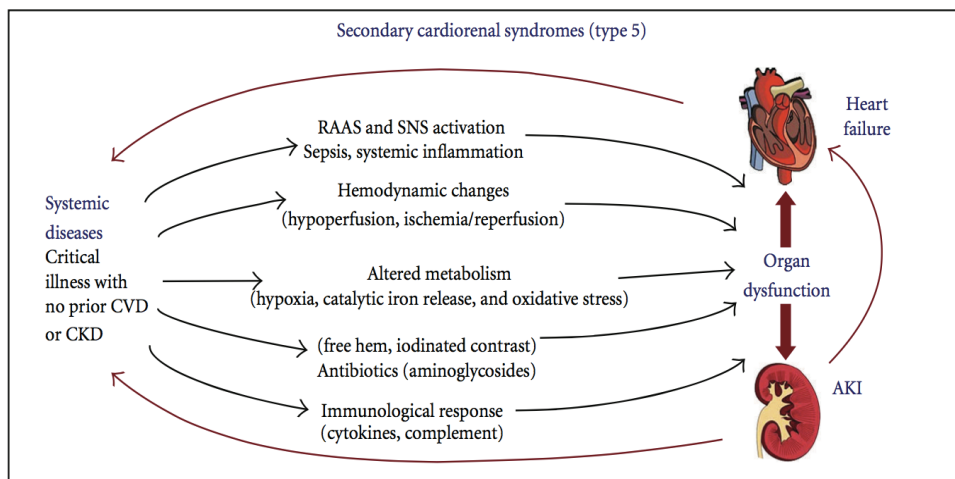 Secondary cardiorenal syndromes (type 5)
Heart
failure
RAAS and SNS activation
Sepsis, systemic inflammation
Hemodynamic changes
(hypoperfusion, ischemia/reperfusion)
Systemic
diseases
Critical
illness with
no prior CVD
or CKD
Altered metabolism
(hypoxia, catalytic iron release, and oxidative stress)
Organ
dysfunction
(free hem, iodinated contrast)
Antibiotics (aminoglycosides)
AKI
Immunological response
(cytokines, complement)